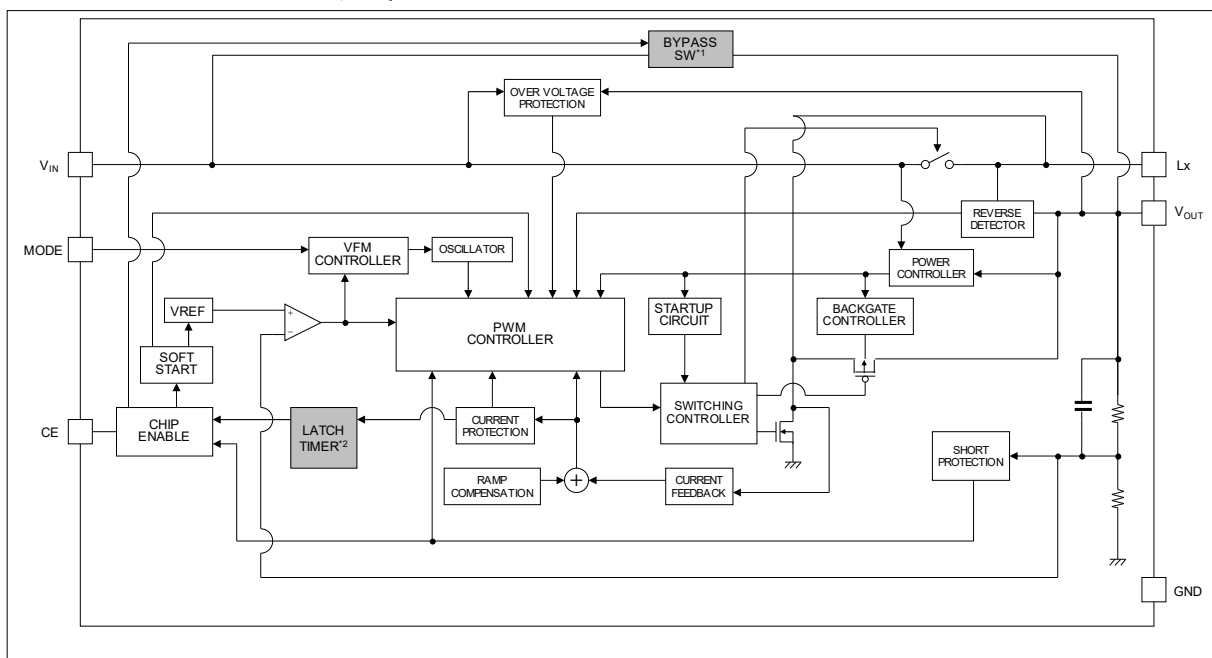 BYPASS
SW*1
OVER VOLTAGE
PROTECTION
VIN
Lx
VOUT
REVERSE
DETECTOR
MODE
VFM
CONTROLLER
OSCILLATOR
POWER
CONTROLLER
VREF
+
−
PWM
CONTROLLER
STARTUP
CIRCUIT
BACKGATE
CONTROLLER
SOFT
START
SWITCHING
CONTROLLER
CE
CHIP
ENABLE
LATCH
TIMER*2
CURRENT
PROTECTION
SHORT
PROTECTION
RAMP
COMPENSATION
+
CURRENT
FEEDBACK
GND